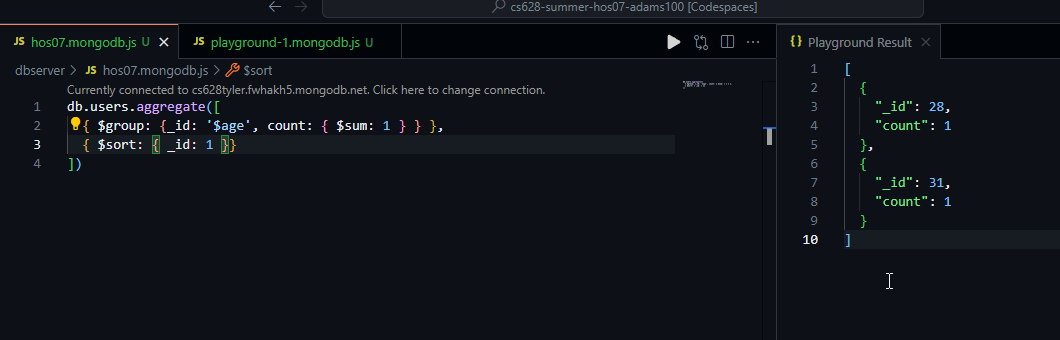 cs628-summer-hos07-adams100 [Codespaces]
JS hos07.mongodb.js U
JS playground-1.mongodb.js U
{} Playground Result
dbserver > JS hos07.mongodb.js > $sort
Currently connected to cs628tyler.fwhakh5.mongodb.net. Click here to change connection.
1 db.users.aggregate([
2 { $group: {_id: '$age', count: { $sum: 1 } } },
3 { $sort: { _id: 1 }}
4 ])
1 [
2 {
3 "_id": 28,
4 "count": 1
5 },
6 {
7 "_id": 31,
8 "count": 1
9 }
10 ]